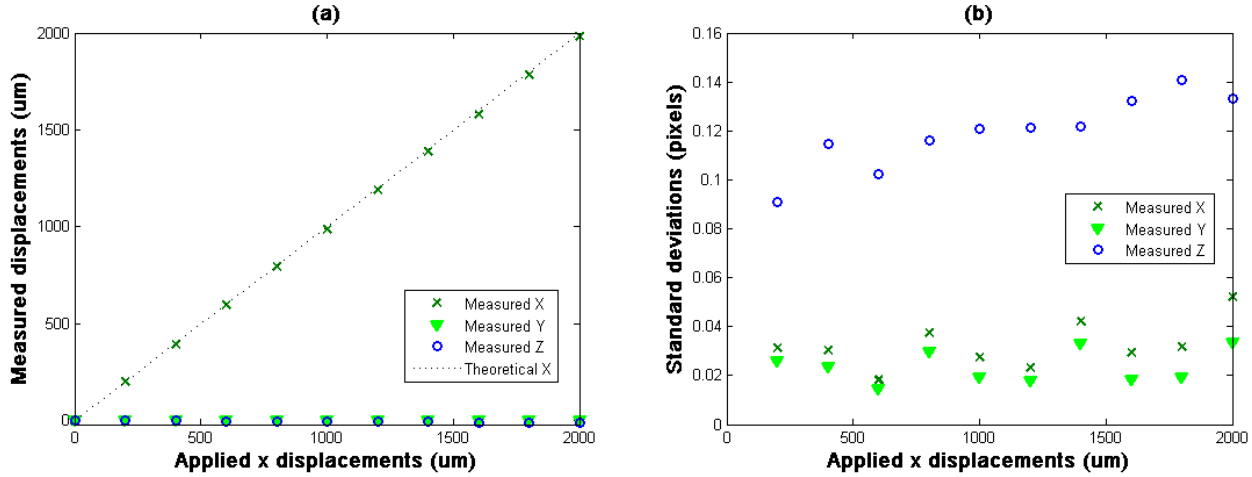 (a)
Measured displacements (um)
2000
1500
1000
500
0
0
500
1000
1500
2000
Applied x displacements (um)
Measured X
Measured Y
Measured Z
Theoretical X
(b)
Standard deviations (pixels)
0.16
0.14
0.12
0.1
0.08
0.06
0.04
0.02
0
0
500
1000
1500
2000
Applied x displacements (um)
Measured X
Measured Y
Measured Z